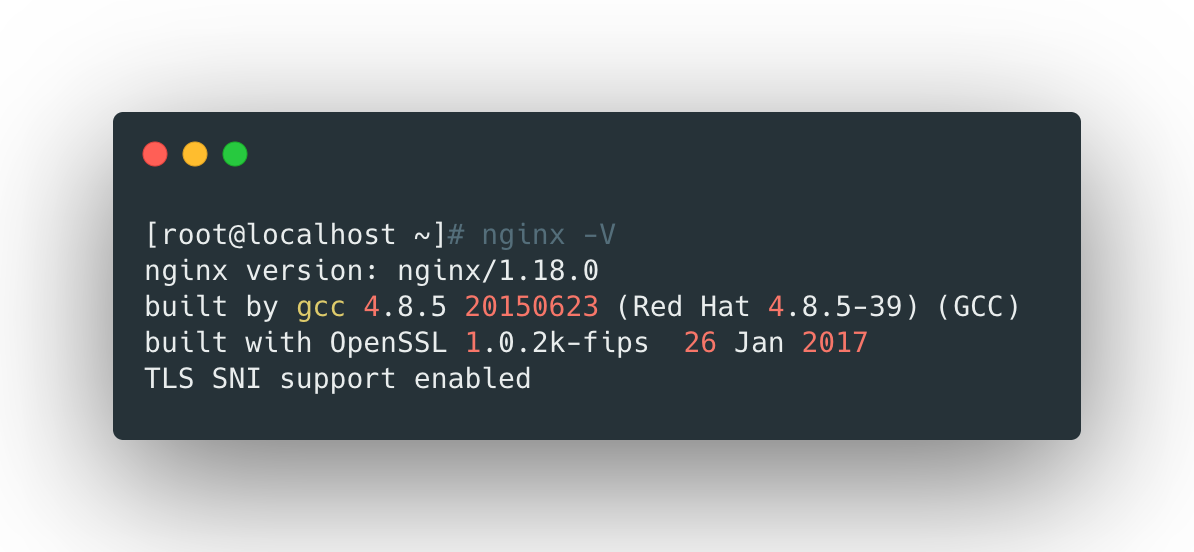 [root@localhost ~]# nginx -V
nginx version: nginx/1.18.0
built by gcc 4.8.5 20150623 (Red Hat 4.8.5-39) (GCC)
built with OpenSSL 1.0.2k-fips  26 Jan 2017
TLS SNI support enabled